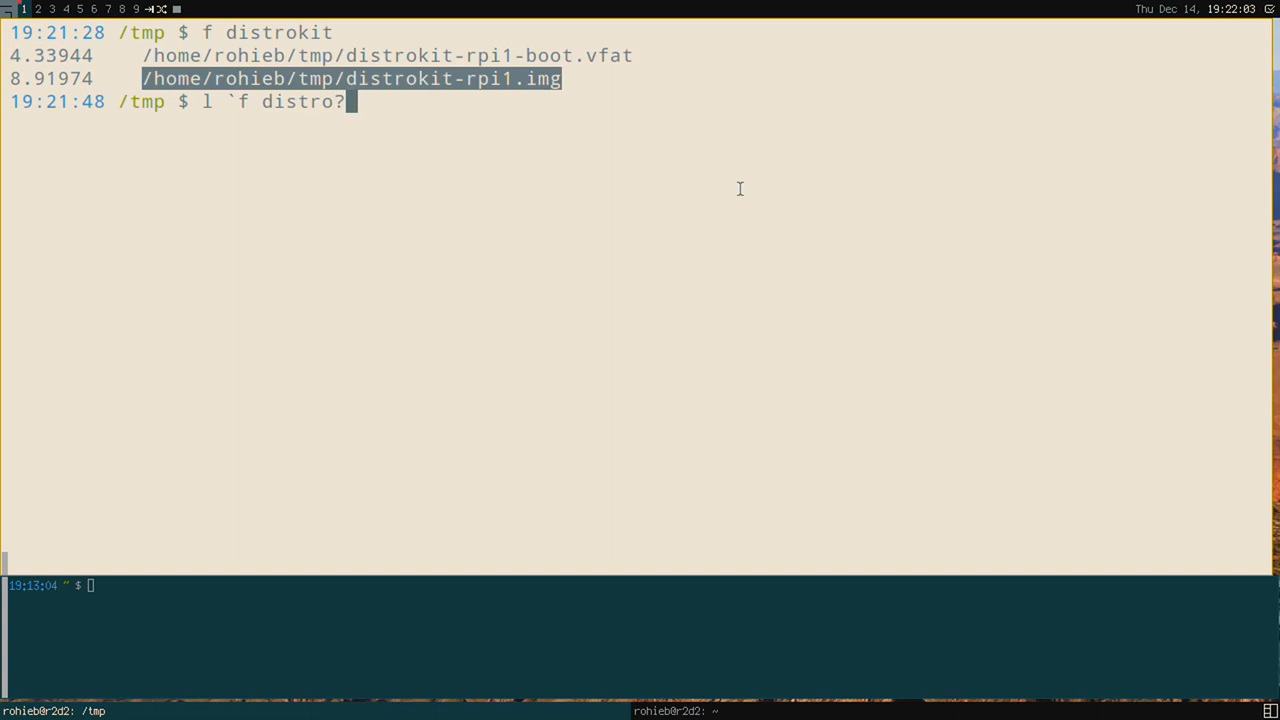 1 2 3 4 5 6 7 8 9
Thu Dec 14, 19:22:03
19:21:28 /tmp $ f distrokit
4.33944 /home/rohieb/tmp/distrokit-rpi1-boot.vfat
8.91974 /home/rohieb/tmp/distrokit-rpi1.img
19:21:48 /tmp $ l `f distro?
19:13:04 ~ $
rohieb@r2d2: /tmp
rohieb@r2d2: ~